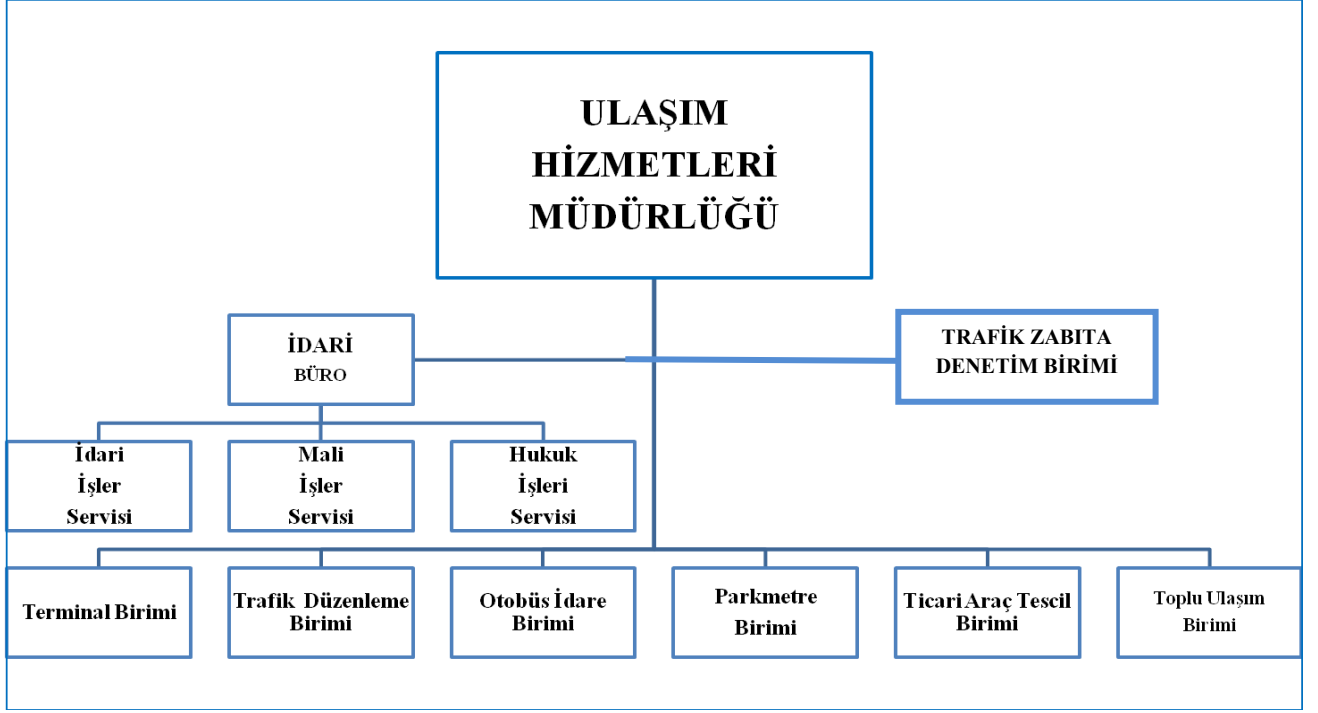 ULAŞIM
HİZMETLERİ
MÜDÜRLÜĞÜ
İDARİ
BÜRO
TRAFİK ZABITA
DENETİM BİRİMİ
İdari
İşler
Servisi
Mali
İşler
Servisi
Hukuk
İşleri
Servisi
Terminal Birimi
Trafik Düzenleme
Birimi
Otobüs İdare
Birimi
Parkmetre
Birimi
Ticari Araç Tescil
Birimi
Toplu Ulaşım
Birimi